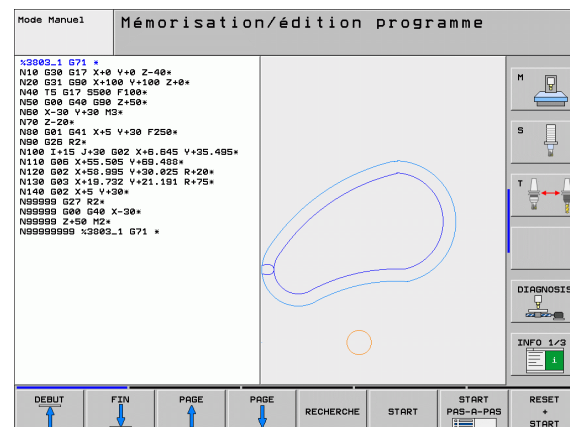 Mode Manuel
Mémorisation/édition programme
%3803_1 G71 *
N10 G30 G17 X+0 Y+0 Z-40*
N20 G31 G90 X+100 Y+100 Z+0*
N40 T5 G17 S500 F100*
N50 G00 G40 G90 Z+50*
N60 X-30 Y+30 M3*
N70 Z-20*
N80 G01 G41 X+5 Y+30 F250*
N90 G26 R2*
N100 I+15 J+30 G02 X+6.645 Y+35.495*
N110 G06 X+55.505 Y+69.488*
N120 G02 X+58.995 Y+30.025 R+20*
N130 G03 X+19.732 Y+21.191 R+75*
N140 G02 X+5 Y+30*
N99999 G27 R2*
N99999 G00 G40 X-30*
N99999 Z+50 M2*
N99999999 %3803_1 G71 *
M
S
T
DIAGNOSIS
INFO 1/3
i
DEBUT
FIN
PAGE
PAGE
RECHERCHE
START
START
PAS-A-PAS
RESET
+
START